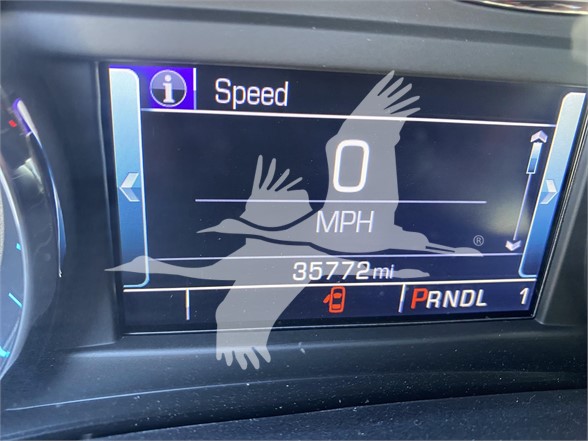 i Speed
0
MPH
®
35772 mi
PRNDL 1